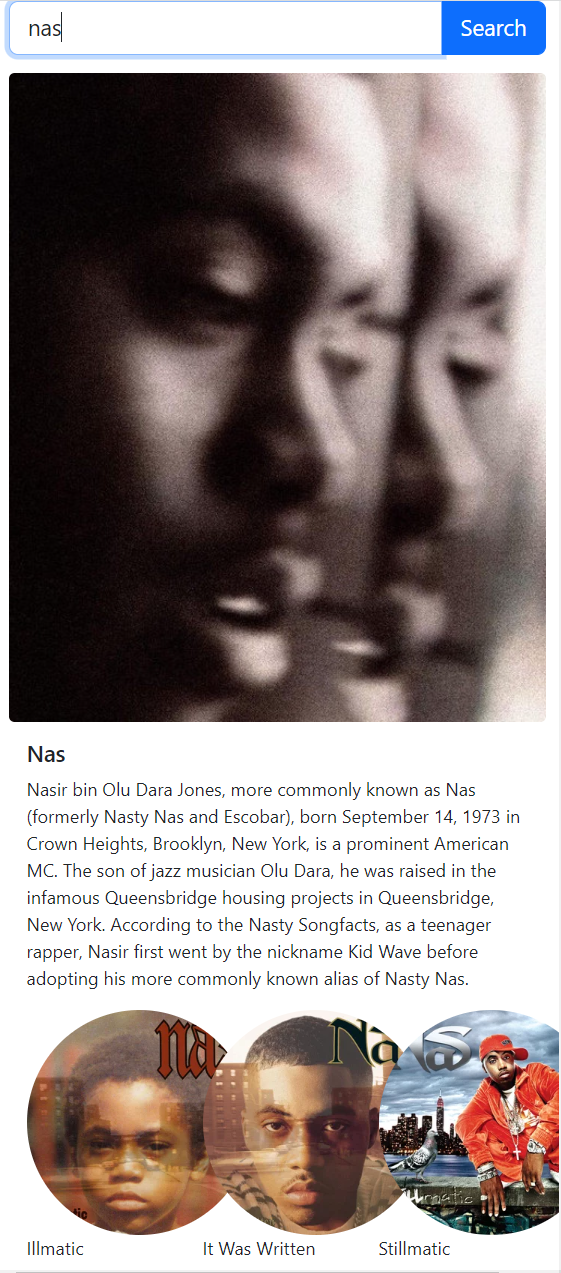 nas
Search
Nas
Nasir bin Olu Dara Jones, more commonly known as Nas
(formerly Nasty Nas and Escobar), born September 14, 1973 in
Crown Heights, Brooklyn, New York, is a prominent American
MC. The son of jazz musician Olu Dara, he was raised in the
infamous Queensbridge housing projects in Queensbridge,
New York. According to the Nasty Songfacts, as a teenager
rapper, Nasir first went by the nickname Kid Wave before
adopting his more commonly known alias of Nasty Nas.
na
Na
Nas
Illmatic
It Was Written
Stillmatic